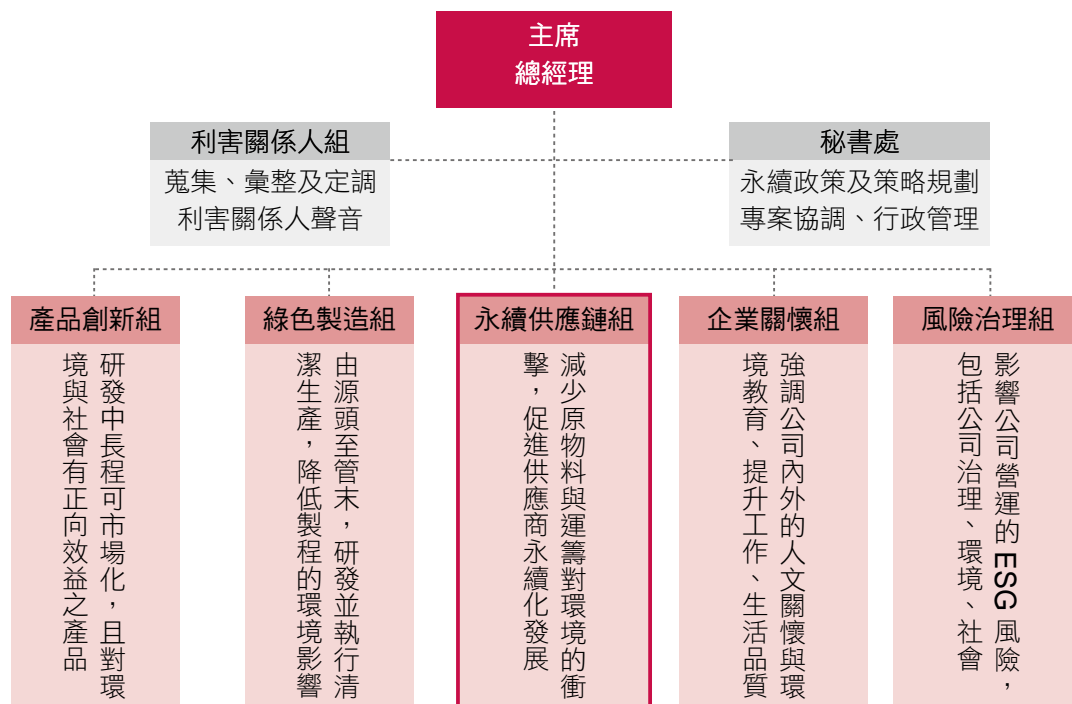 主席
總經理
利害關係人組
蒐集、彙整及定調
利害關係人聲音
秘書處
永續政策及策略規劃
專案協調、行政管理
產品創新組
研發中長程可市場化，且對環
境與社會有正向效益之產品
綠色製造組
由源頭至管末，研發並執行清
潔生產，降低製程的環境影響
永續供應鏈組
減少原物料與運籌對環境的衝
擊，促進供應商永續化發展
企業關懷組
強調公司內外的人文關懷與環
境教育、提升工作、生活品質
風險治理組
影響公司營運的 ESG 風險，
包括公司治理、環境、社會